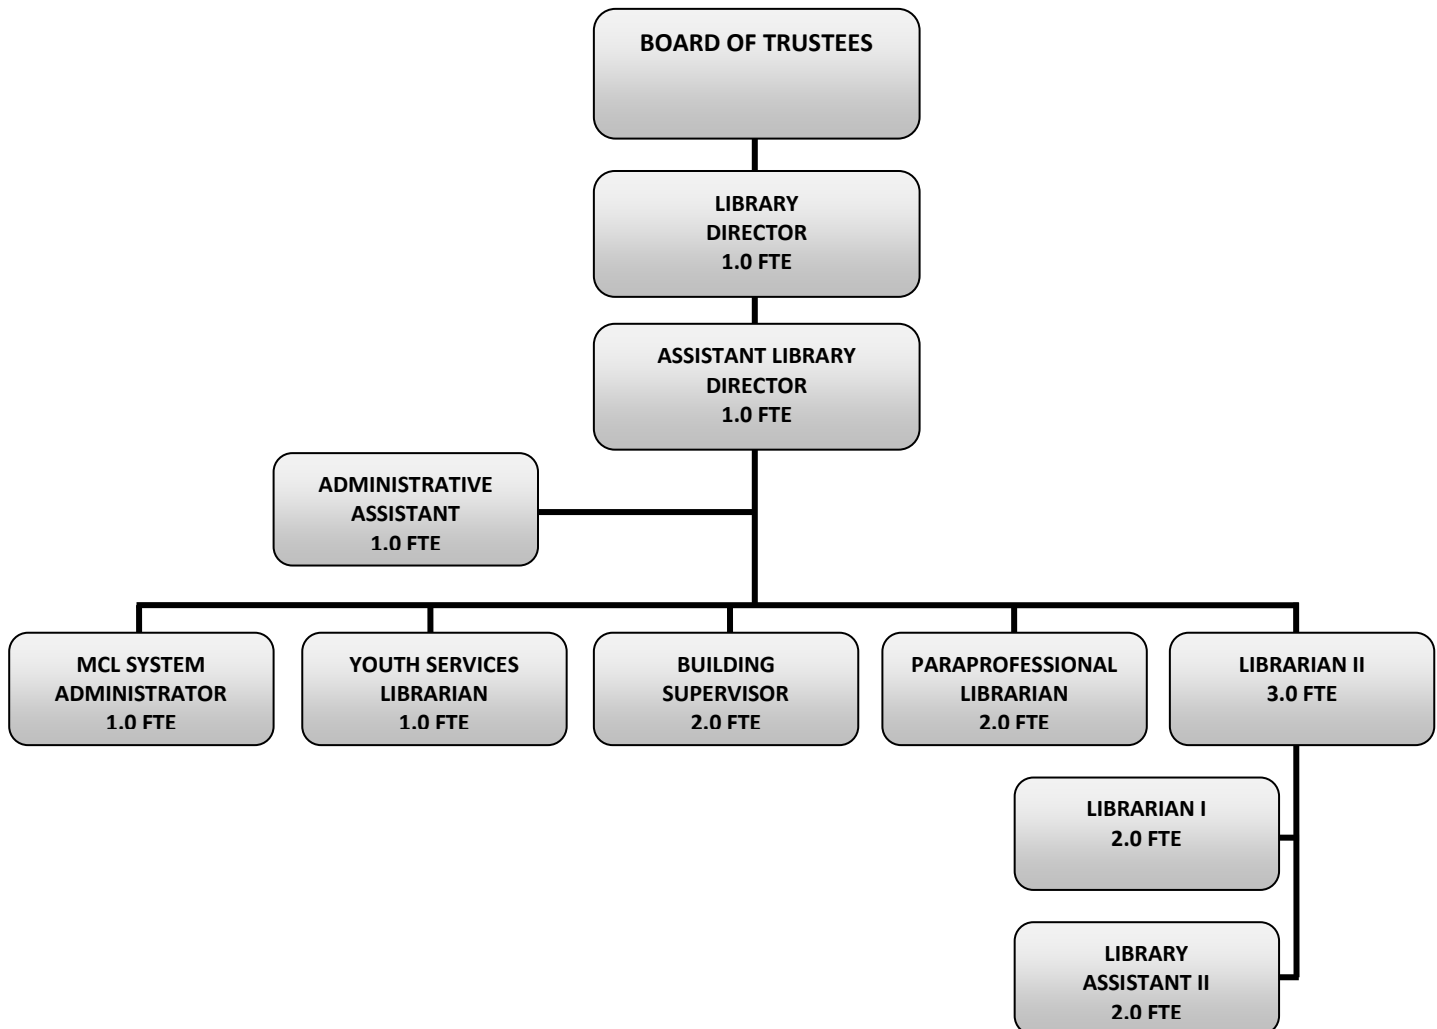 BOARD OF TRUSTEES
LIBRARY
DIRECTOR
1.0 FTE
ASSISTANT LIBRARY
DIRECTOR
1.0 FTE
ADMINISTRATIVE
ASSISTANT
1.0 FTE
MCL SYSTEM
ADMINISTRATOR
1.0 FTE
YOUTH SERVICES
LIBRARIAN
1.0 FTE
BUILDING
SUPERVISOR
2.0 FTE
PARAPROFESSIONAL
LIBRARIAN
2.0 FTE
LIBRARIAN II
3.0 FTE
LIBRARIAN I
2.0 FTE
LIBRARY
ASSISTANT II
2.0 FTE